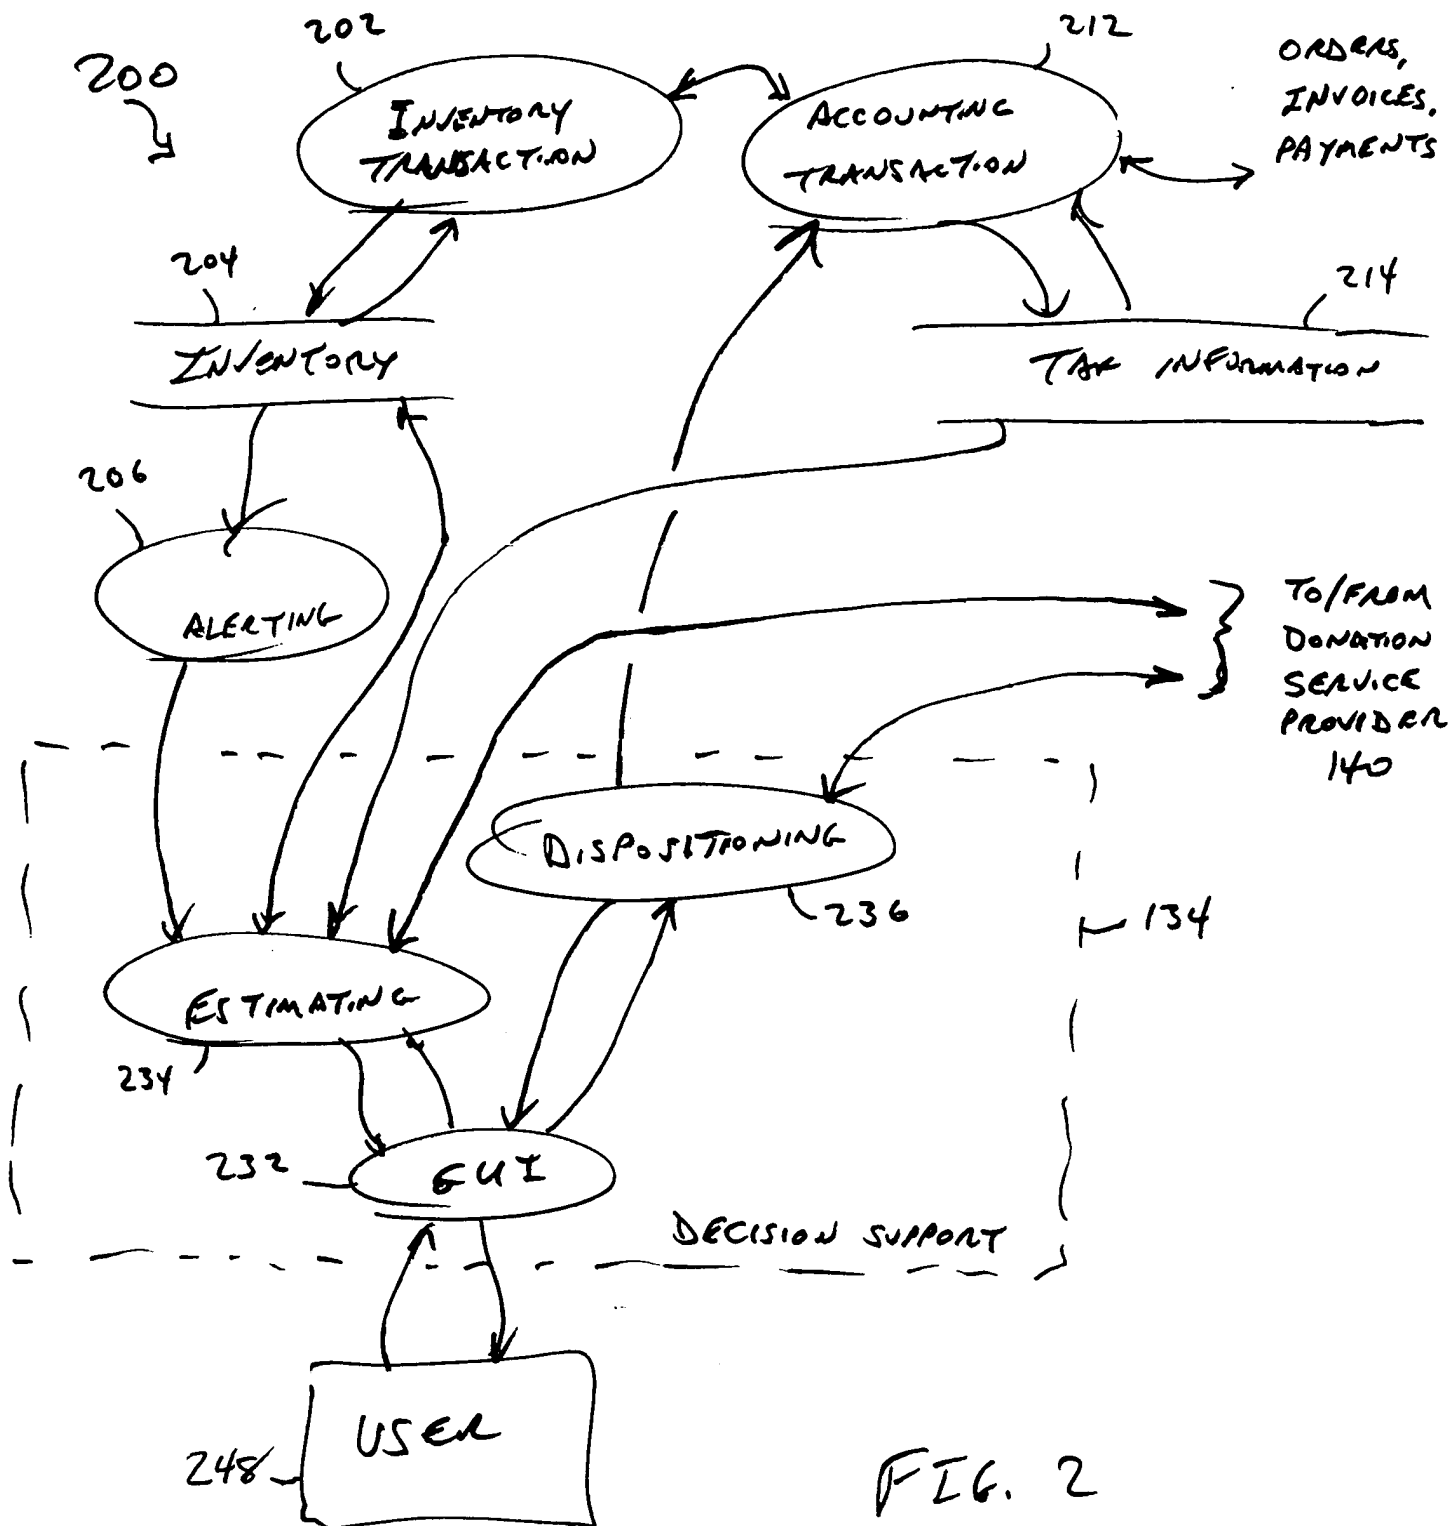 200
202
INVENTORY
TRANSACTION
212
ACCOUNTING
TRANSACTION
ORDERS,
INVOICES,
PAYMENTS
204
INVENTORY
214
TAX INFORMATION
206
ALERTING
TO/FROM
DONATION
SERVICE
PROVIDER
140
DISPOSITIONING
236
134
ESTIMATING
234
232
GUI
DECISION SUPPORT
USER
248
FIG. 2